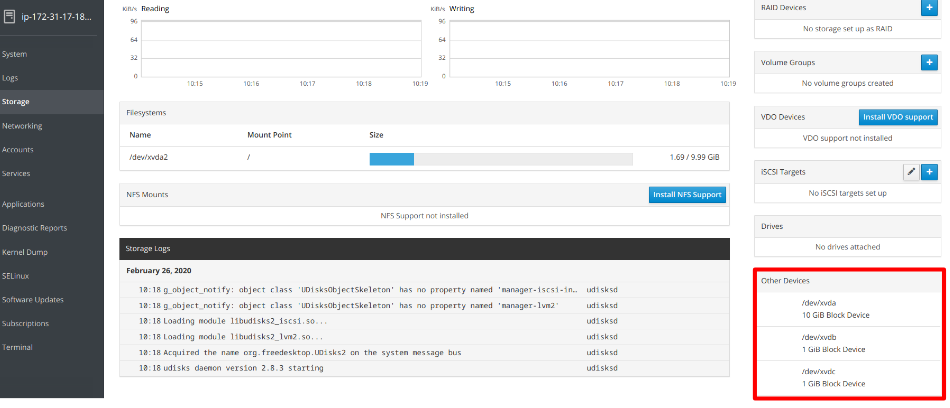 ip-172-31-17-18...
System
Logs
Storage
Networking
Accounts
Services
Applications
Diagnostic Reports
Kernel Dump
SELinux
Software Updates
Subscriptions
Terminal
KiB/s Reading
96
64
32
0
10:15 10:16 10:17 10:18 10:19
KiB/s Writing
96
64
32
0
10:15 10:16 10:17 10:18 10:19
Filesystems
Name Mount Point Size
/dev/xvda2 / 1.69 / 9.99 GiB
NFS Mounts Install NFS Support
NFS Support not installed
Storage Logs
February 26, 2020
10:18 g_object_notify: object class 'UDisksObjectSkeleton' has no property named 'manager-iscsi-in… udisksd
10:18 g_object_notify: object class 'UDisksObjectSkeleton' has no property named 'manager-lvm2' udisksd
10:18 Loading module libudisks2_iscsi.so... udisksd
10:18 Loading module libudisks2_lvm2.so... udisksd
10:18 Acquired the name org.freedesktop.UDisks2 on the system message bus udisksd
10:18 udisks daemon version 2.8.3 starting udisksd
RAID Devices +
No storage set up as RAID
Volume Groups +
No volume groups created
VDO Devices Install VDO support
VDO support not installed
iSCSI Targets +
No iSCSI targets set up
Drives
No drives attached
Other Devices
/dev/xvda
10 GiB Block Device
/dev/xvdb
1 GiB Block Device
/dev/xvdc
1 GiB Block Device